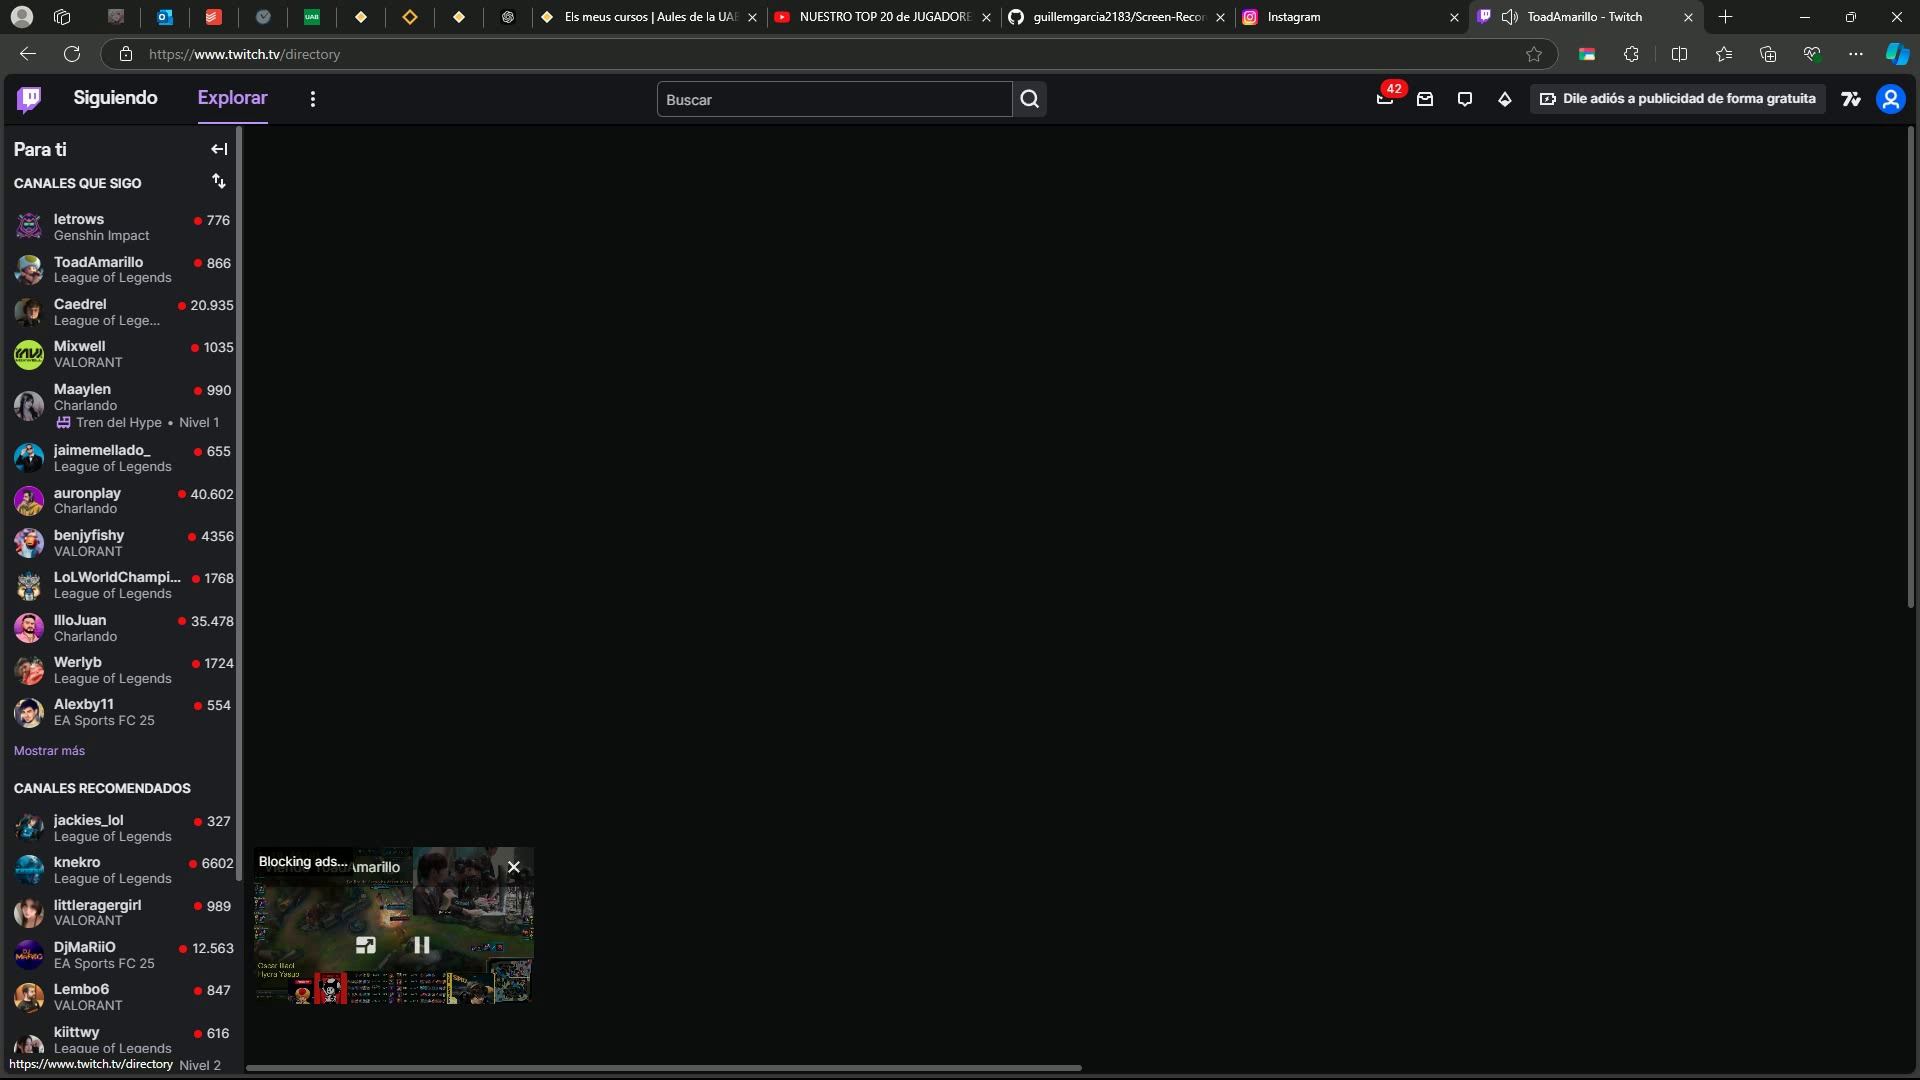 UAB
Els meus cursos | Aules de la UAB
NUESTRO TOP 20 de JUGADORE
guillemgarcia2183/Screen-Recor
Instagram
ToadAmarillo - Twitch
https://www.twitch.tv/directory
Siguiendo
Explorar
Buscar
42
Dile adiós a publicidad de forma gratuita
Para ti
CANALES QUE SIGO
letrows
776
Genshin Impact
ToadAmarillo
866
League of Legends
Caedrel
20.935
League of Lege...
Mixwell
1035
VALORANT
Maaylen
990
Charlando
Tren del Hype • Nivel 1
jaimemellado_
655
League of Legends
auronplay
40.602
Charlando
benjyfishy
4356
VALORANT
LoLWorldChampi...
1768
League of Legends
IlloJuan
35.478
Charlando
Werlyb
1724
League of Legends
Alexby11
554
EA Sports FC 25
Mostrar más
CANALES RECOMENDADOS
jackies_lol
327
League of Legends
knekro
6602
League of Legends
littleragergirl
989
VALORANT
DjMaRiiO
12.563
EA Sports FC 25
Lembo6
847
VALORANT
kiittwy
616
League of Legends
https://www.twitch.tv/directory
Nivel 2
Blocking ads...
Viendo ToadAmarillo